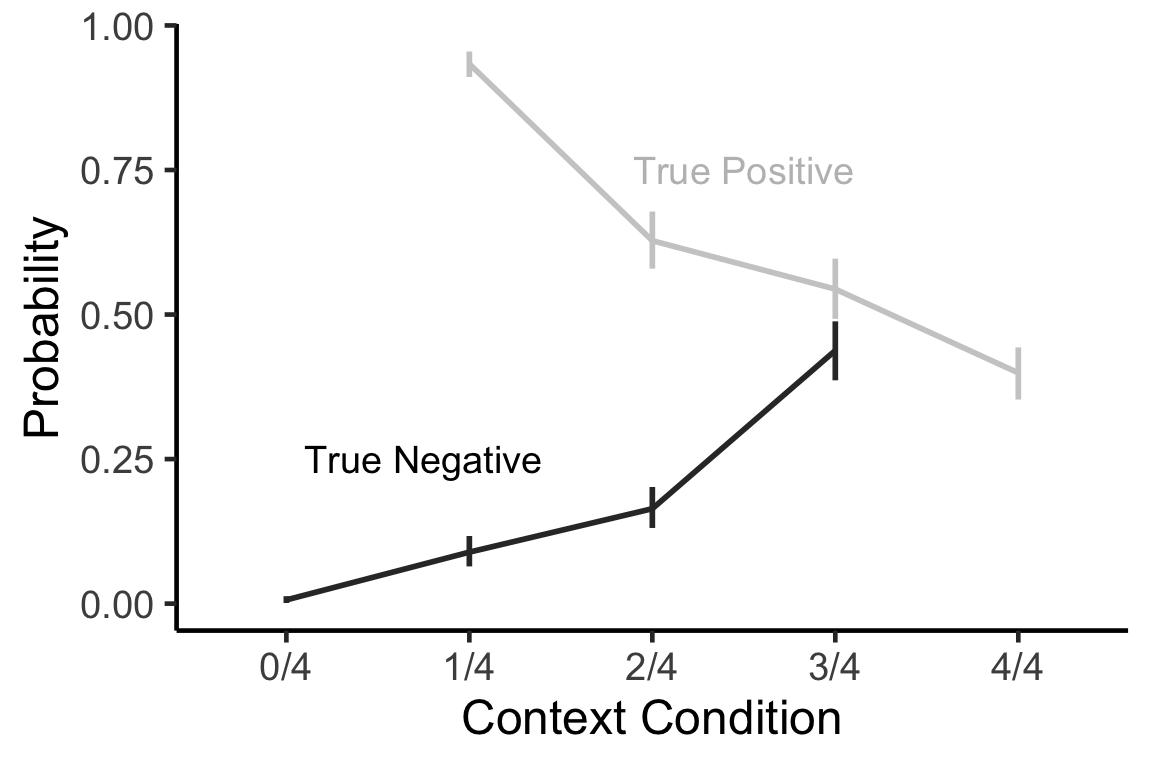 1.00
0.75
0.50
0.25
0.00
Probability
True Positive
True Negative
0/4 1/4 2/4 3/4 4/4
Context Condition